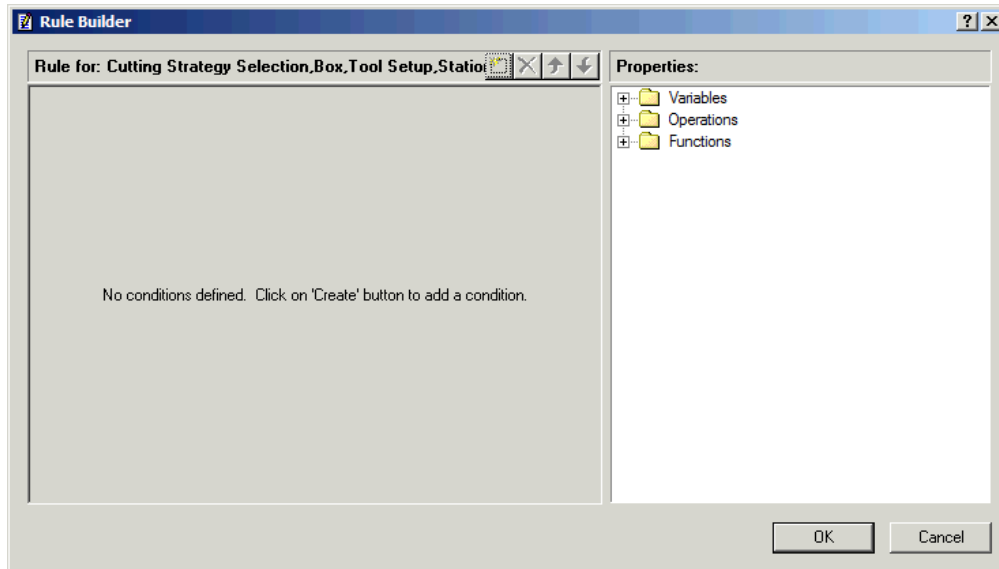 Rule Builder
Rule for: Cutting Strategy Selection,Box,Tool Setup,Statio
Properties:
Variables
Operations
Functions
No conditions defined. Click on 'Create' button to add a condition.
OK
Cancel